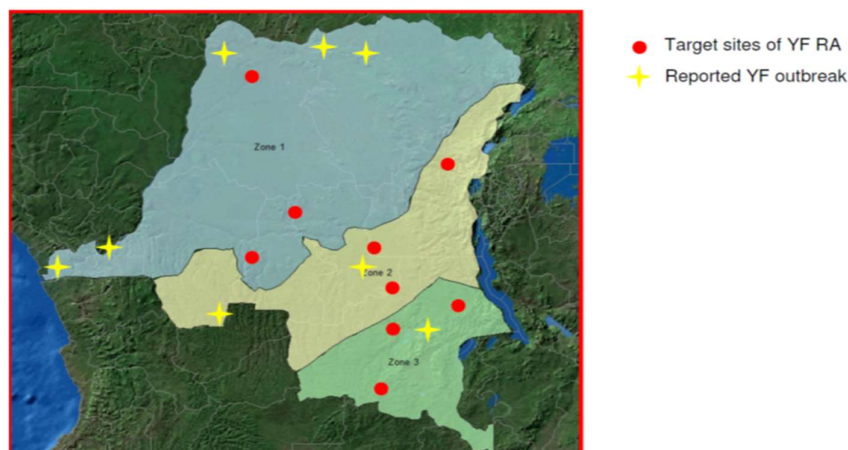 Target sites of YF RA
Reported YF outbreak
Zone 1
Zone 2
Zone 3